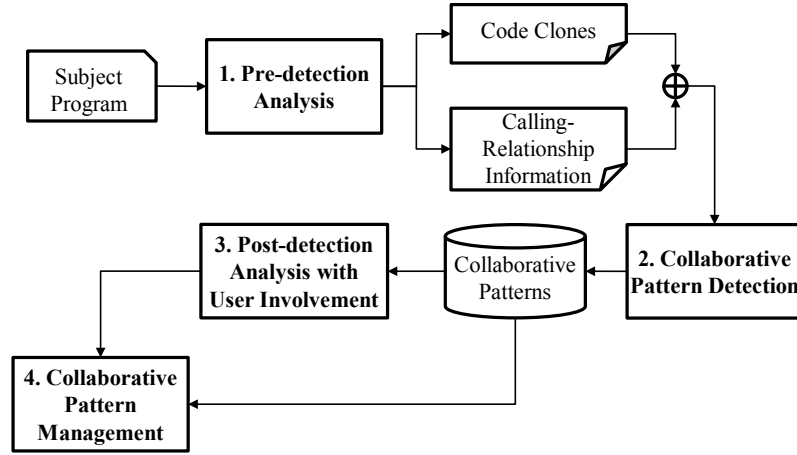 Subject
Program
1. Pre-detection
Analysis
Code Clones
Calling-
Relationship
Information
3. Post-detection
Analysis with
User Involvement
Collaborative
Patterns
2. Collaborative
Pattern Detection
4. Collaborative
Pattern
Management